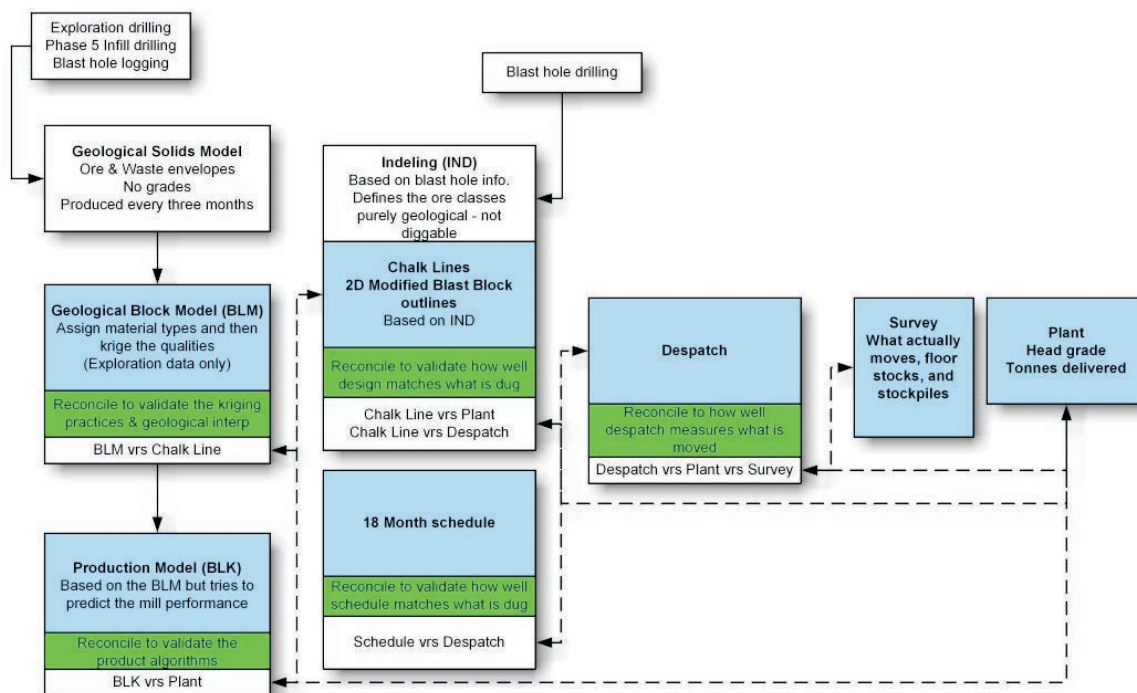 Exploration drilling
Phase 5 Infill drilling
Blast hole logging
Blast hole drilling
Geological Solids Model
Ore & Waste envelopes
No grades
Produced every three months
Indeling (IND)
Based on blast hole info.
Defines the ore classes
purely geological - not
diggable
Chalk Lines
2D Modified Blast Block
outlines
Based on IND
Reconcile to validate how well
design matches what is dug
Chalk Line vrs Plant
Chalk Line vrs Despatch
Geological Block Model (BLM)
Assign material types and then
krige the qualities
(Exploration data only)
Reconcile to validate the kriging
practices & geological interp
BLM vrs Chalk Line
Despatch
Reconcile to how well
despatch measures what is
moved
Despatch vrs Plant vrs Survey
Survey
What actually
moves, floor
stocks, and
stockpiles
Plant
Head grade
Tonnes delivered
18 Month schedule
Reconcile to validate how well
schedule matches what is dug
Schedule vrs Despatch
Production Model (BLK)
Based on the BLM but tries to
predict the mill performance
Reconcile to validate the
product algorithms
BLK vrs Plant